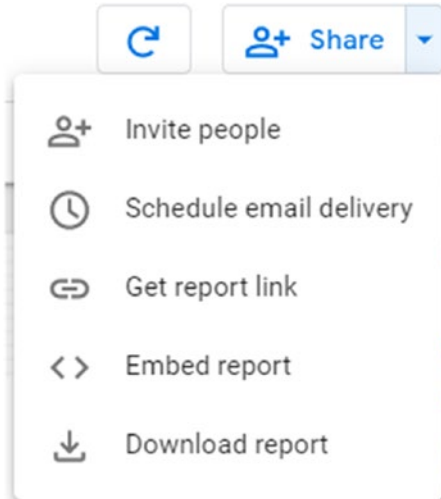 Share
Invite people
Schedule email delivery
Get report link
Embed report
Download report